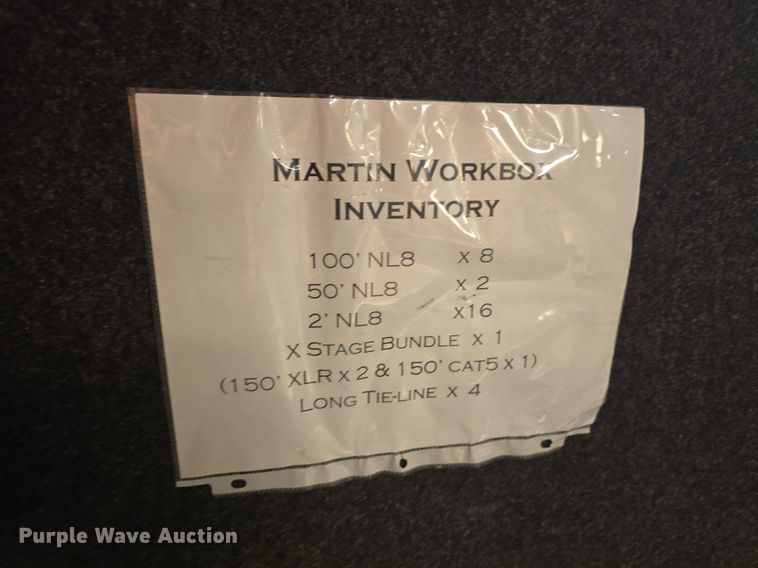 MARTIN WORKBOX
INVENTORY
100' NL8 X 8
50' NL8 X 2
2' NL8 X16
X STAGE BUNDLE X 1
(150' XLR X 2 & 150' CAT5 X 1)
LONG TIE-LINE X 4
Purple Wave Auction